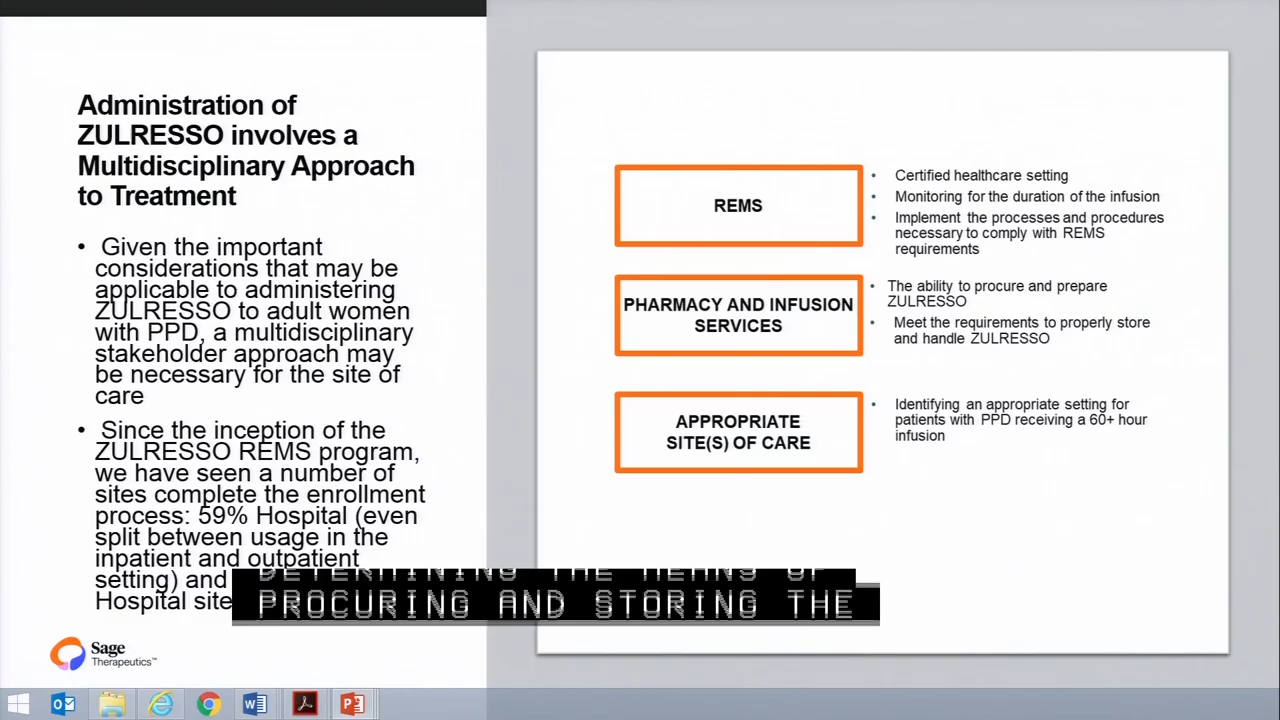 Administration of
ZULRESSO involves a
Multidisciplinary Approach
to Treatment
• Given the important
considerations that may be
applicable to administering
ZULRESSO to adult women
with PPD, a multidisciplinary
stakeholder approach may
be necessary for the site of
care
• Since the inception of the
ZULRESSO REMS program,
we have seen a number of
sites complete the enrollment
process: 59% Hospital (even
split between usage in the
inpatient and outpatient
setting) and
Hospital site
REMS
• Certified healthcare setting
• Monitoring for the duration of the infusion
• Implement the processes and procedures
necessary to comply with REMS
requirements
PHARMACY AND INFUSION
SERVICES
• The ability to procure and prepare
ZULRESSO
• Meet the requirements to properly store
and handle ZULRESSO
APPROPRIATE
SITE(S) OF CARE
• Identifying an appropriate setting for
patients with PPD receiving a 60+ hour
infusion
DETERMINING THE MEANS OF
PROCURING AND STORING THE
Sage
Therapeutics™